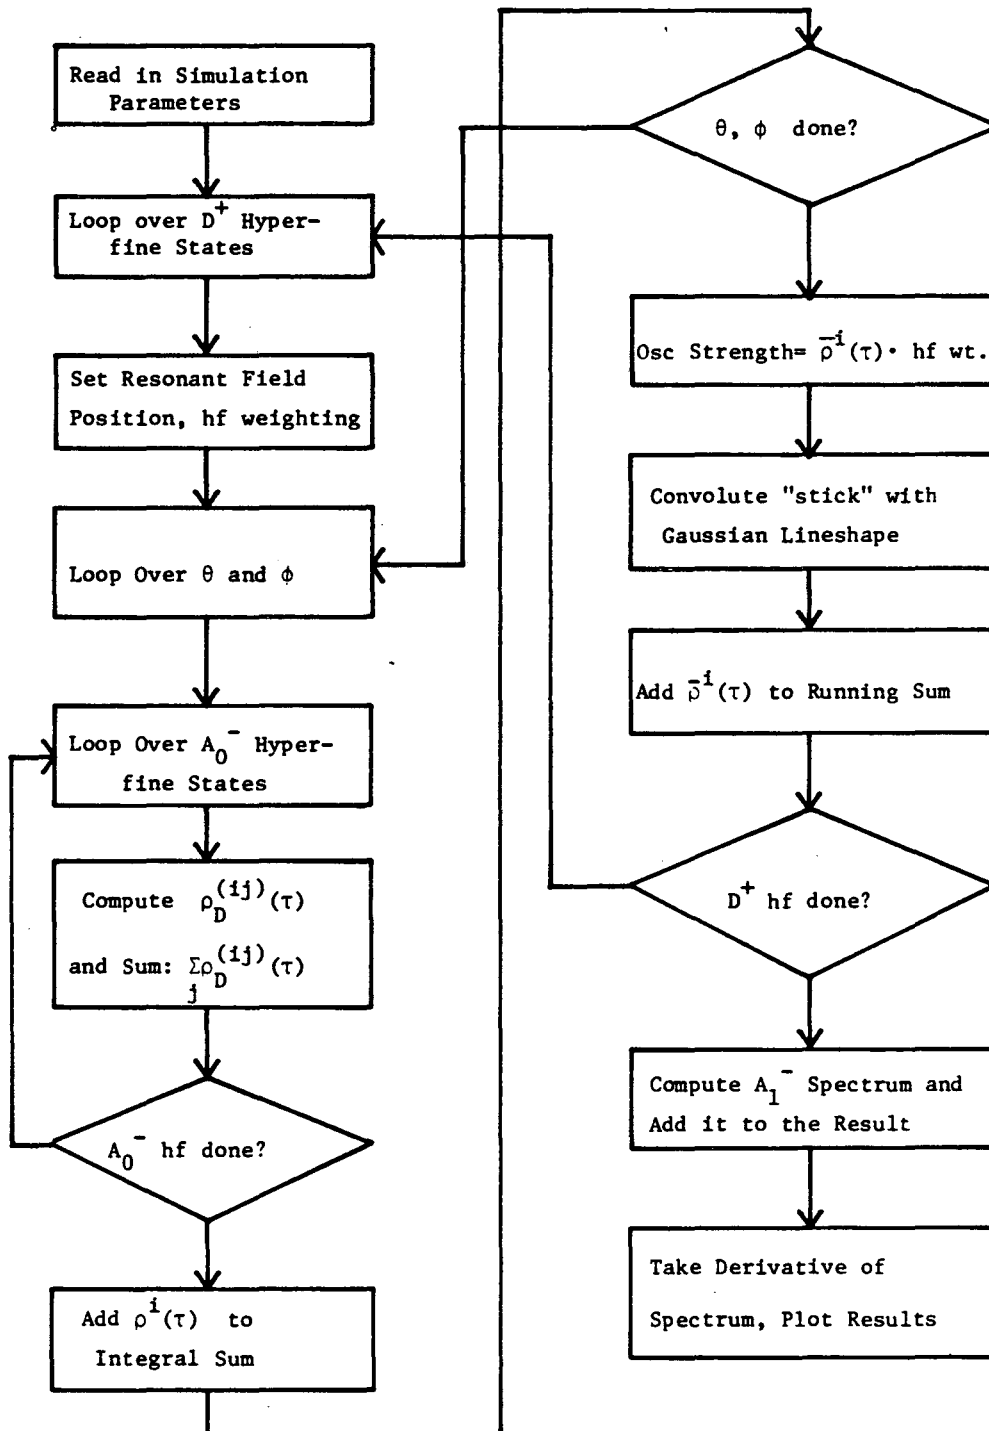 Read in Simulation
Parameters
Loop over D⁺ Hyper-
fine States
Set Resonant Field
Position, hf weighting
Loop Over θ and ϕ
Loop Over A₀⁻ Hyper-
fine States
Compute ρ_D^(ij)(τ)
and Sum: Σ_j ρ_D^(ij)(τ)
A₀⁻ hf done?
Add ρ^i(τ) to
Integral Sum
θ, ϕ done?
Osc Strength= ρ̅^i(τ)· hf wt.
Convolute "stick" with
Gaussian Lineshape
Add ρ̅^i(τ) to Running Sum
D⁺ hf done?
Compute A₁⁻ Spectrum and
Add it to the Result
Take Derivative of
Spectrum, Plot Results